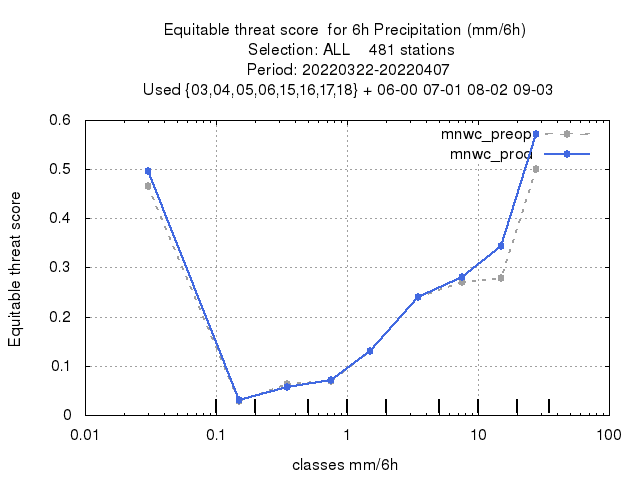 Equitable threat score  for 6h Precipitation (mm/6h)
Selection: ALL    481 stations
Period: 20220322-20220407
Used {03,04,05,06,15,16,17,18} + 06-00 07-01 08-02 09-03
mnwc_preop
mnwc_prod
Equitable threat score
0.6
0.5
0.4
0.3
0.2
0.1
0
0.01
0.1
1
10
100
classes mm/6h